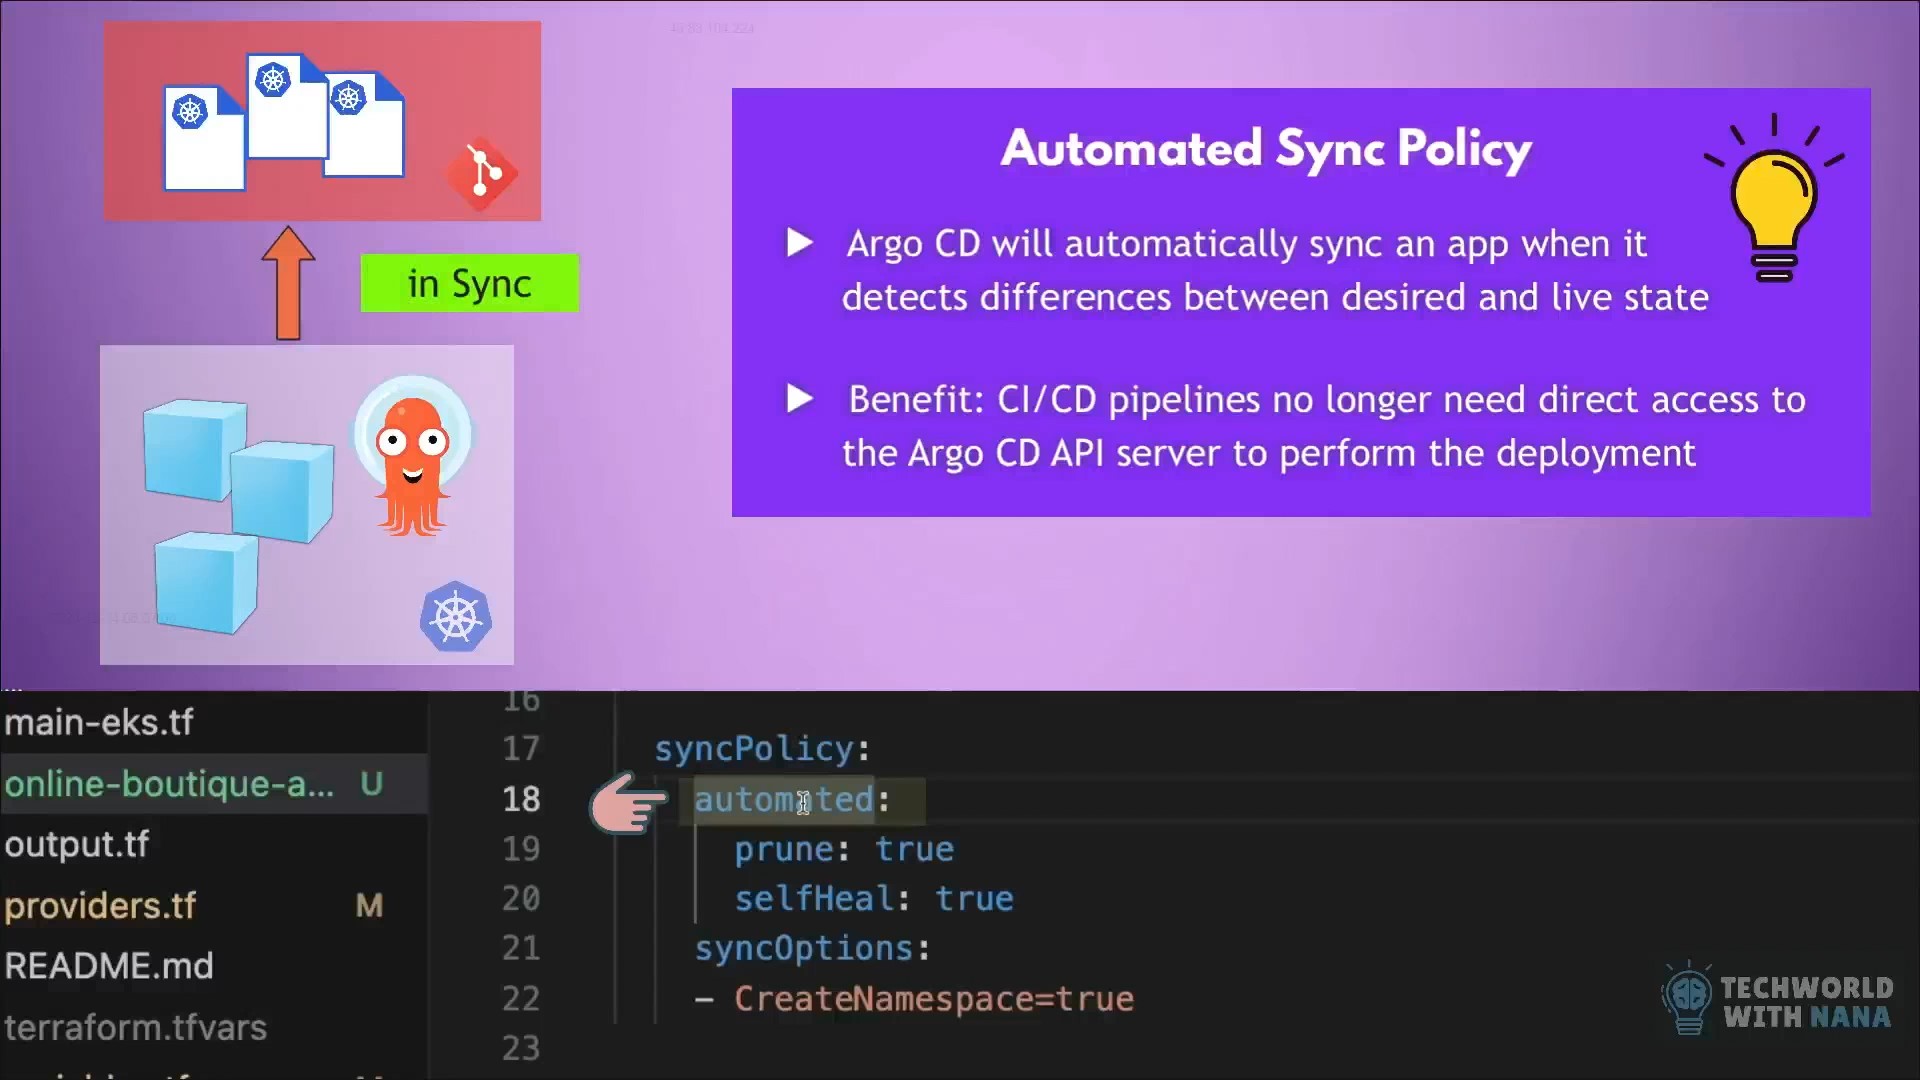 in Sync
Automated Sync Policy
Argo CD will automatically sync an app when it
detects differences between desired and live state
Benefit: CI/CD pipelines no longer need direct access to
the Argo CD API server to perform the deployment
main-eks.tf
online-boutique-a... U
output.tf
providers.tf M
README.md
terraform.tfvars
16
17 syncPolicy:
18 automated:
19 prune: true
20 selfHeal: true
21 syncOptions:
22 - CreateNamespace=true
23
TECHWORLD
WITH NANA